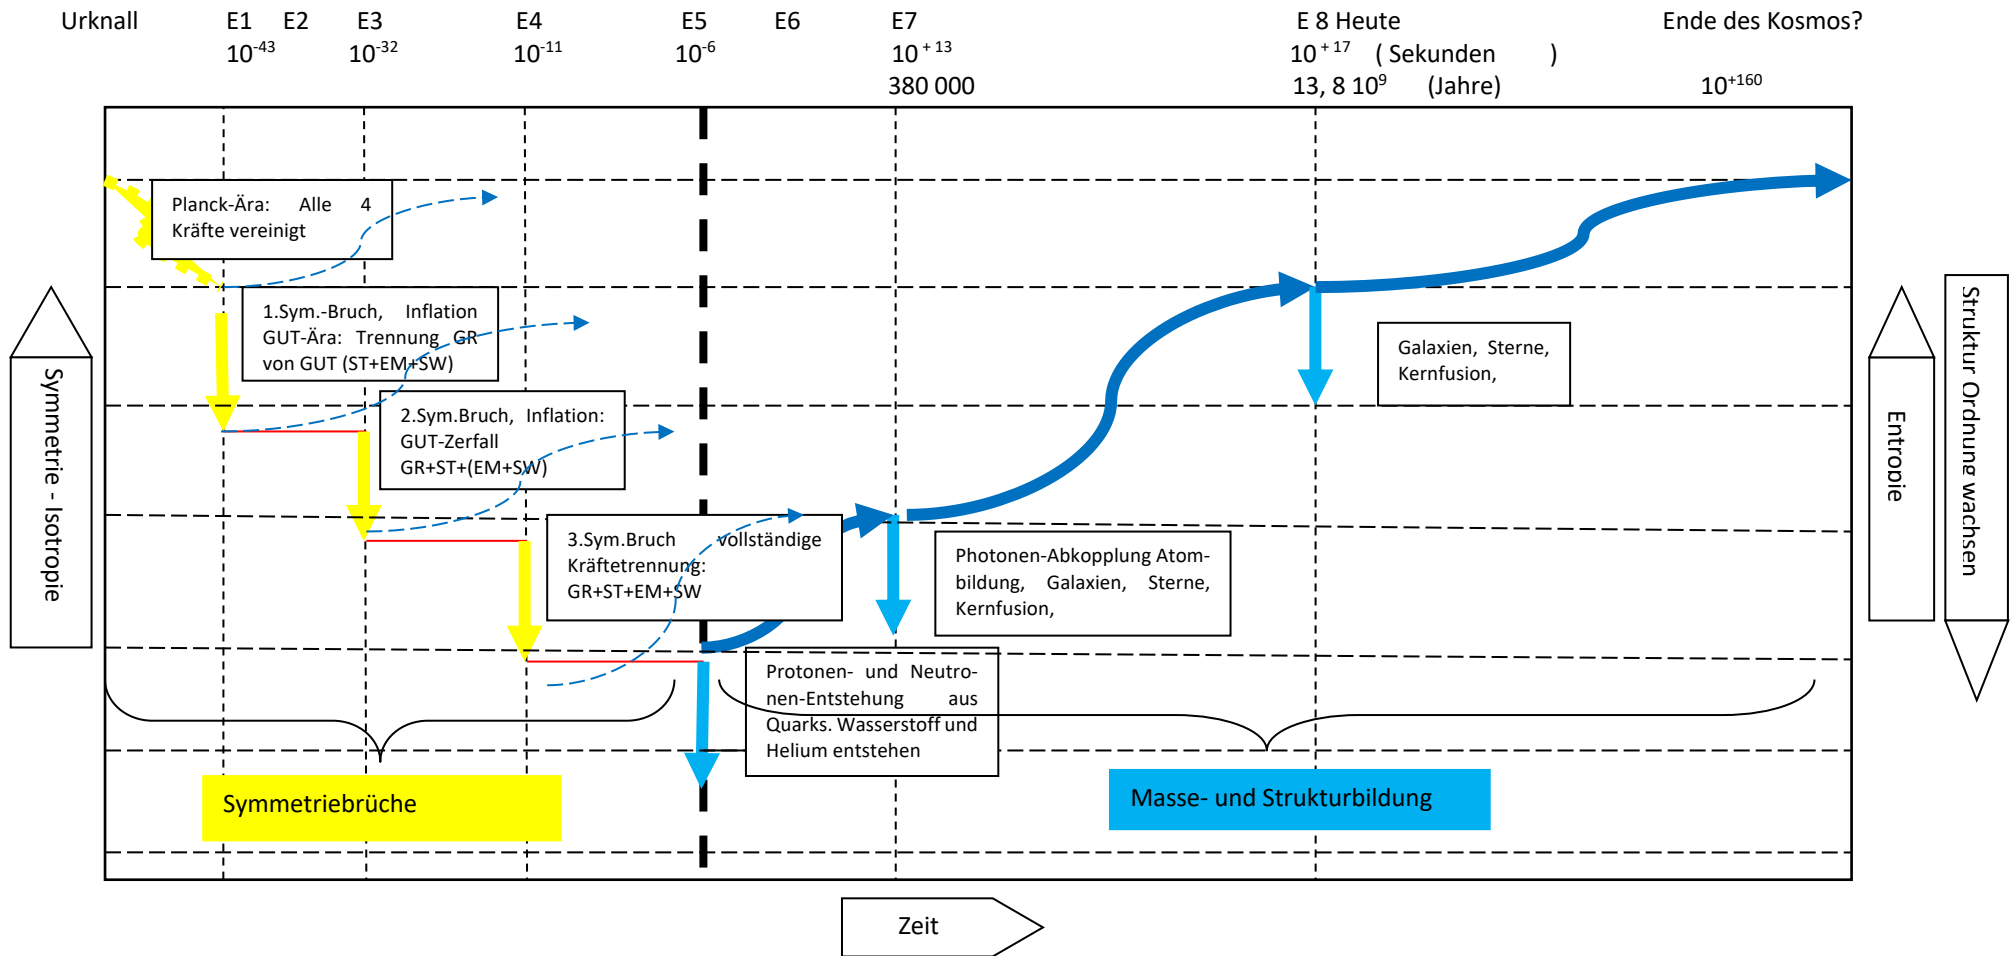 Urknall E1 E2 E3 E4 E5 E6 E7 E 8 Heute Ende des Kosmos?
10⁻⁴³ 10⁻³² 10⁻¹¹ 10⁻⁶ 10⁺¹³ 10⁺¹⁷ ( Sekunden )
380 000 13, 8 10⁹ (Jahre) 10⁺¹⁶⁰
Planck-Ära: Alle 4
Kräfte vereinigt
1.Sym.-Bruch, Inflation
GUT-Ära: Trennung GR
von GUT (ST+EM+SW)
2.Sym.Bruch, Inflation:
GUT-Zerfall
GR+ST+(EM+SW)
3.Sym.Bruch vollständige
Kräftetrennung:
GR+ST+EM+SW
Protonen- und Neutro-
nen-Entstehung aus
Quarks. Wasserstoff und
Helium entstehen
Photonen-Abkopplung Atom-
bildung, Galaxien, Sterne,
Kernfusion,
Galaxien, Sterne,
Kernfusion,
Symmetrie - Isotropie
Entropie
Struktur Ordnung wachsen
Symmetriebrüche
Masse- und Strukturbildung
Zeit